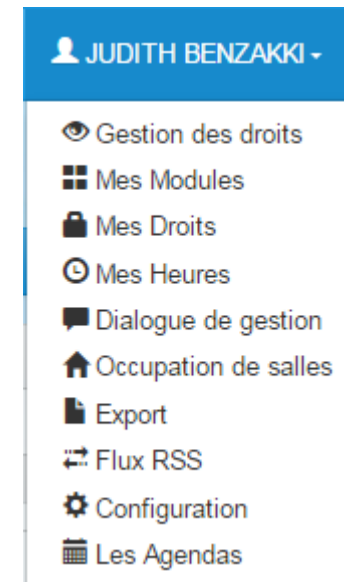 JUDITH BENZAKKI
Gestion des droits
Mes Modules
Mes Droits
Mes Heures
Dialogue de gestion
Occupation de salles
Export
Flux RSS
Configuration
Les Agendas